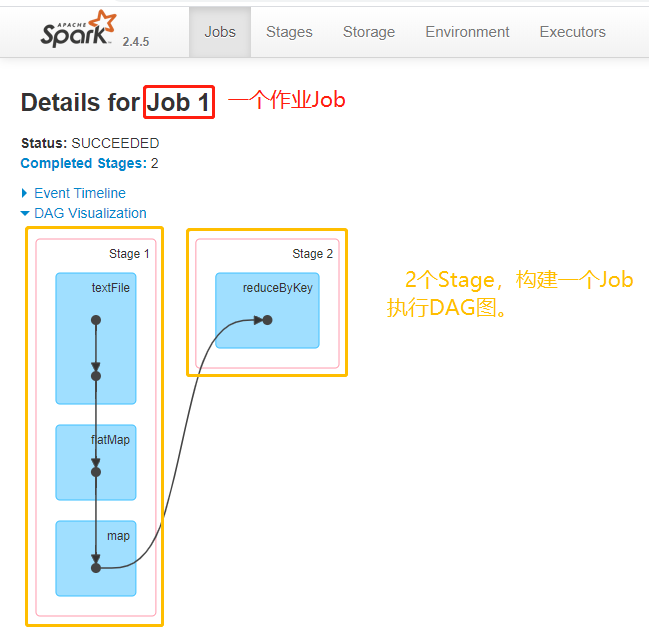 APACHE
Spark 2.4.5 Jobs Stages Storage Environment Executors
Details for Job 1 一个作业Job
Status: SUCCEEDED
Completed Stages: 2
Event Timeline
DAG Visualization
Stage 1
textFile
flatMap
map
Stage 2
reduceByKey
2个Stage，构建一个Job
执行DAG图。